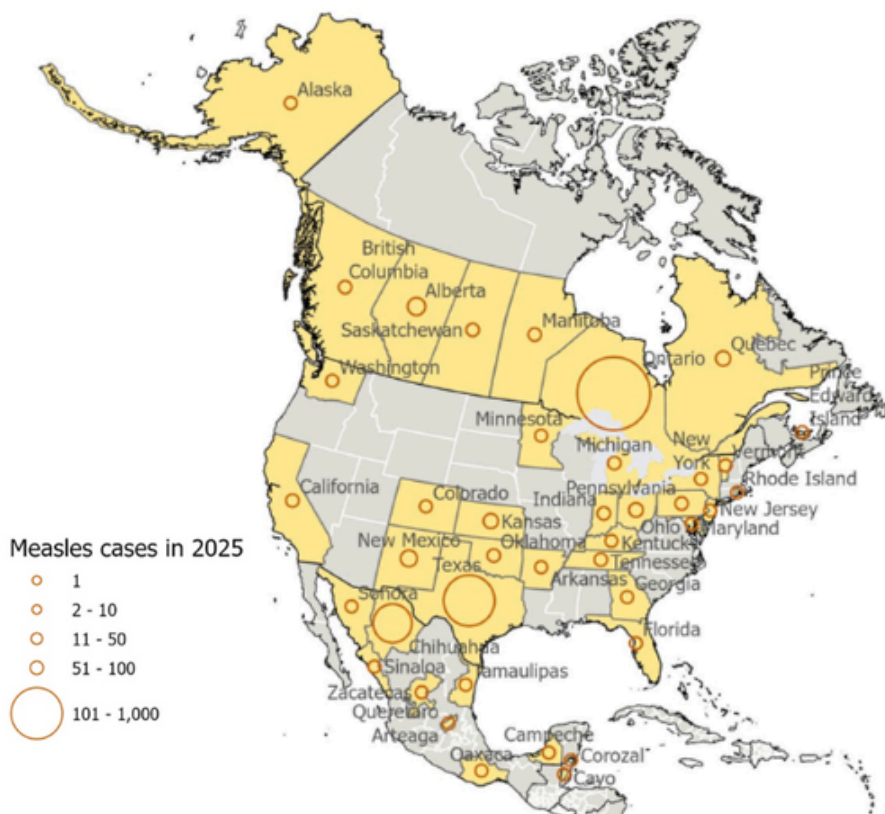 Alaska
British
Columbia
Alberta
Saskatchewan
Manitoba
Ontario
Québec
Prince
Edward
Island
Washington
Minnesota
Michigan
New
York
Vermont
Rhode Island
Pennsylvania
Indiana
New Jersey
Ohio
Maryland
California
Colorado
Kansas
Kentucky
New Mexico
Oklahoma
Tennessee
Texas
Arkansas
Georgia
Measles cases in 2025
1
2 - 10
11 - 50
51 - 100
101 - 1,000
Sonora
Florida
Chihuahua
Sinaloa
Tamaulipas
Zacatecas
Queretaro
Arteaga
Campeche
Oaxaca
Corozal
Cayo